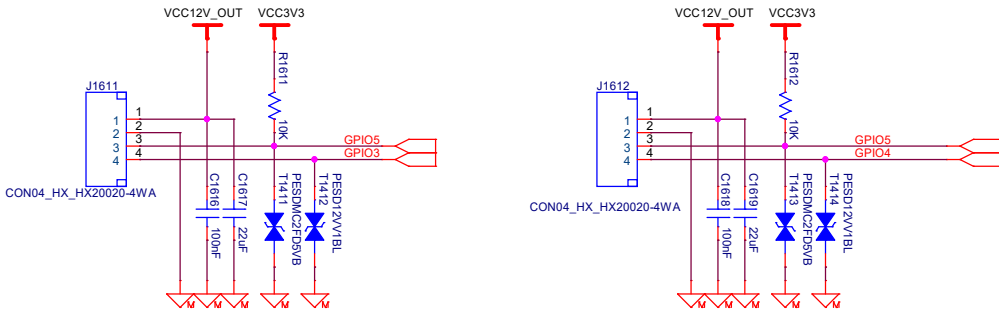 VCC12V_OUT VCC3V3
R1611
10K
J1611
1 1
2 2
3 3
4 4
GPIO5
GPIO3
CON04_HX_HX20020-4WA
C1616
100nF
C1617
22uF
T1411
PESDMC2FD5VB
T1412
PESD12VV1BL
M M M M M
VCC12V_OUT VCC3V3
R1612
10K
J1612
1 1
2 2
3 3
4 4
GPIO5
GPIO4
CON04_HX_HX20020-4WA
C1618
100nF
C1619
22uF
T1413
PESDMC2FD5VB
T1414
PESD12VV1BL
M M M M M